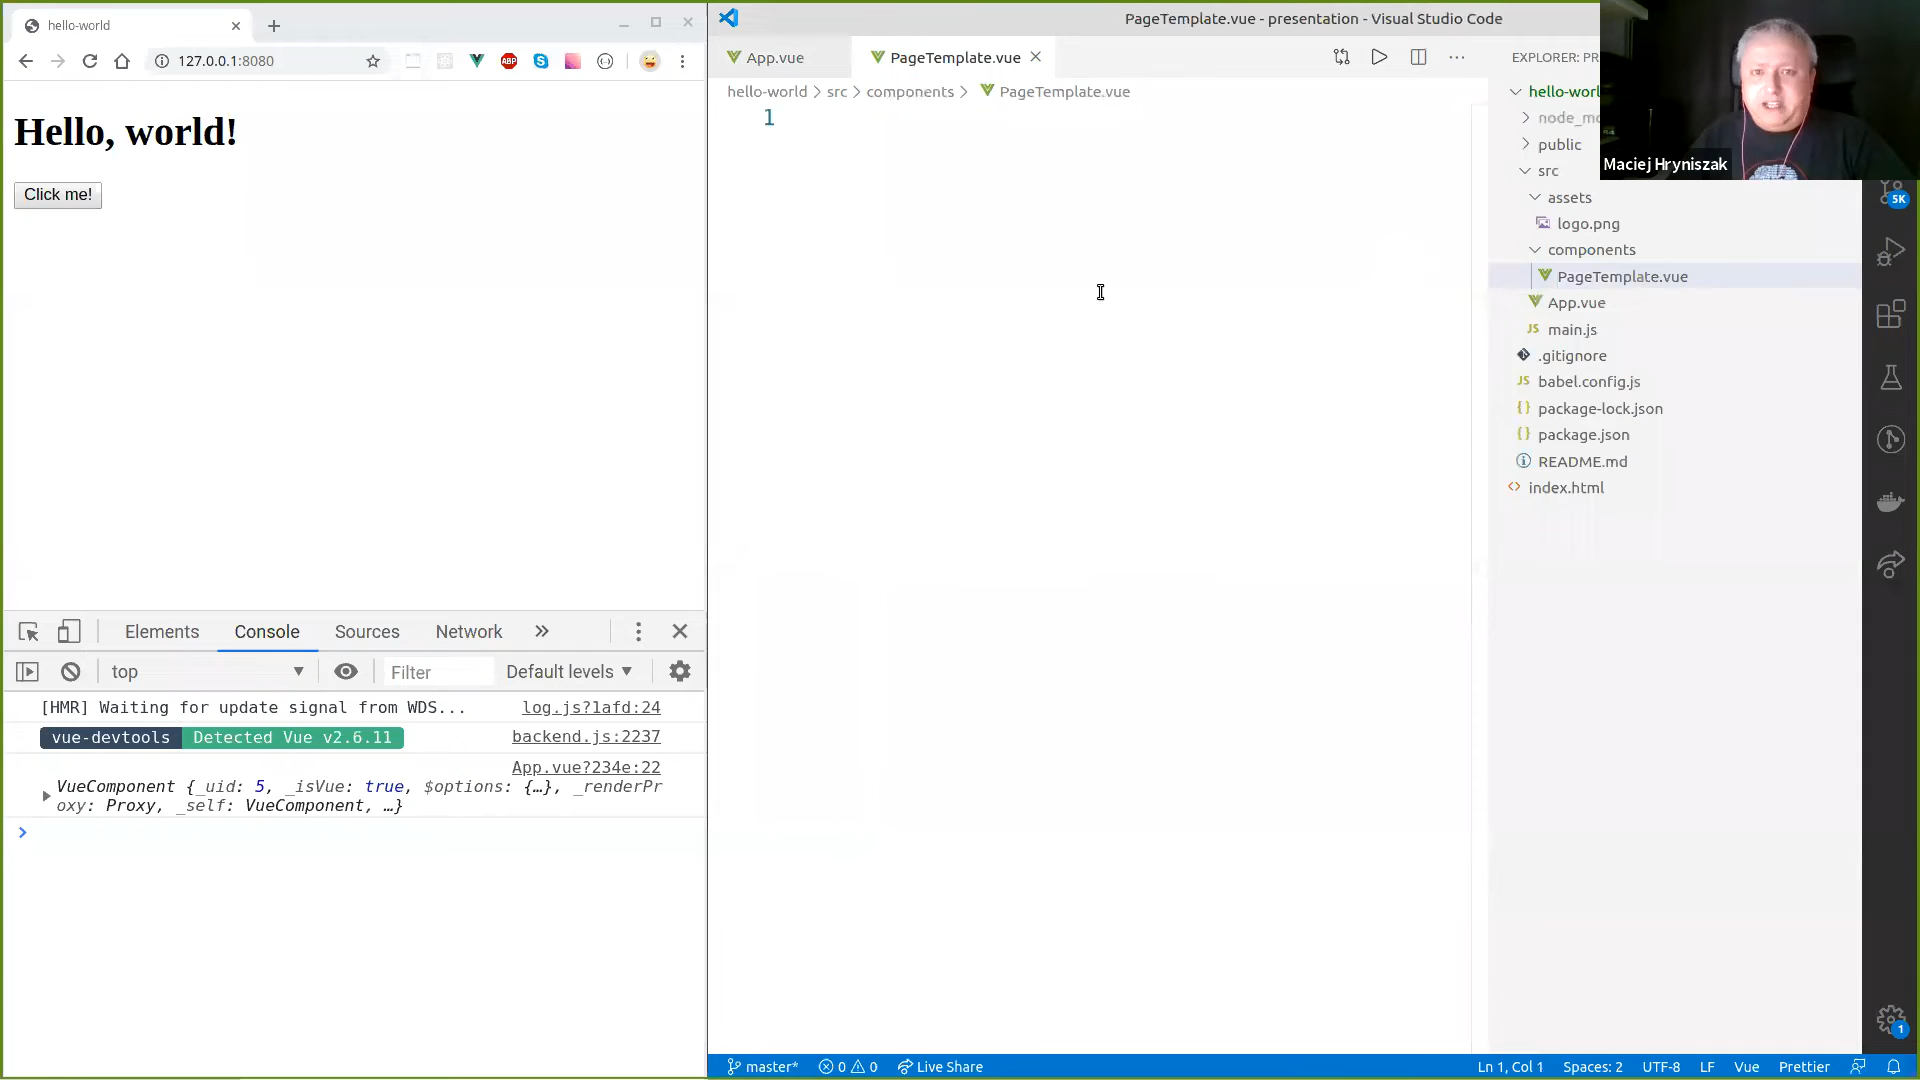 hello-world
127.0.0.1:8080
ABP
Hello, world!
Click me!
Elements
Console
Sources
Network
top
Filter
Default levels
[HMR] Waiting for update signal from WDS...
log.js?1afd:24
vue-devtools
Detected Vue v2.6.11
backend.js:2237
App.vue?234e:22
VueComponent {_uid: 5, _isVue: true, $options: {…}, _renderPr
oxy: Proxy, _self: VueComponent, …}
PageTemplate.vue - presentation - Visual Studio Code
App.vue
PageTemplate.vue
hello-world > src > components > PageTemplate.vue
1
EXPLORER: PR
hello-worl
node_mo
public
src
assets
logo.png
components
PageTemplate.vue
App.vue
JS main.js
.gitignore
JS babel.config.js
{} package-lock.json
{} package.json
README.md
<> index.html
Maciej Hryniszak
5K
1
master*
0
0
Live Share
Ln 1, Col 1
Spaces: 2
UTF-8
LF
Vue
Prettier